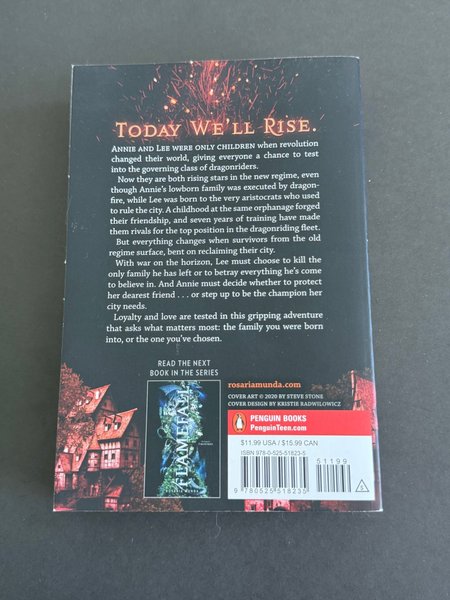 TODAY WE'LL RISE.
ANNIE AND LEE WERE ONLY CHILDREN when revolution
changed their world, giving everyone a chance to test
into the governing class of dragonriders.
Now they are both rising stars in the new regime, even
though Annie's lowborn family was executed by dragon-
fire, while Lee was born to the very aristocrats who used
to rule the city. A childhood at the same orphanage forged
their friendship, and seven years of training have made
them rivals for the top position in the dragonriding fleet.
But everything changes when survivors from the old
regime surface, bent on reclaiming their city.
With war on the horizon, Lee must choose to kill the
only family he has left or to betray everything he's come
to believe in. And Annie must decide whether to protect
her dearest friend . . . or step up to be the champion her
city needs.
Loyalty and love are tested in this gripping adventure
that asks what matters most: the family you were born
into, or the one you've chosen.
READ THE NEXT
BOOK IN THE SERIES
FLAMEFALL
ROSARIA MUNDA
rosariamunda.com
COVER ART © 2020 BY STEVE STONE
COVER DESIGN BY KRISTIE RADWILOWICZ
PENGUIN BOOKS
PenguinTeen.com
$11.99 USA / $15.99 CAN
ISBN 978-0-525-51823-5
51199
9 780525 518235